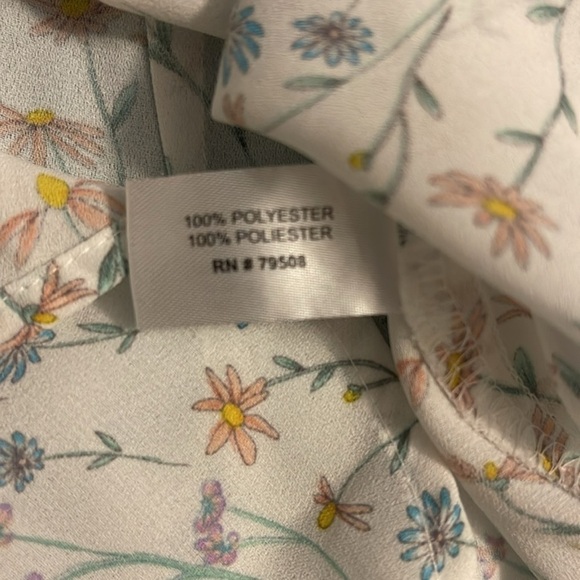 100% POLYESTER
100% POLIESTER
RN # 79508